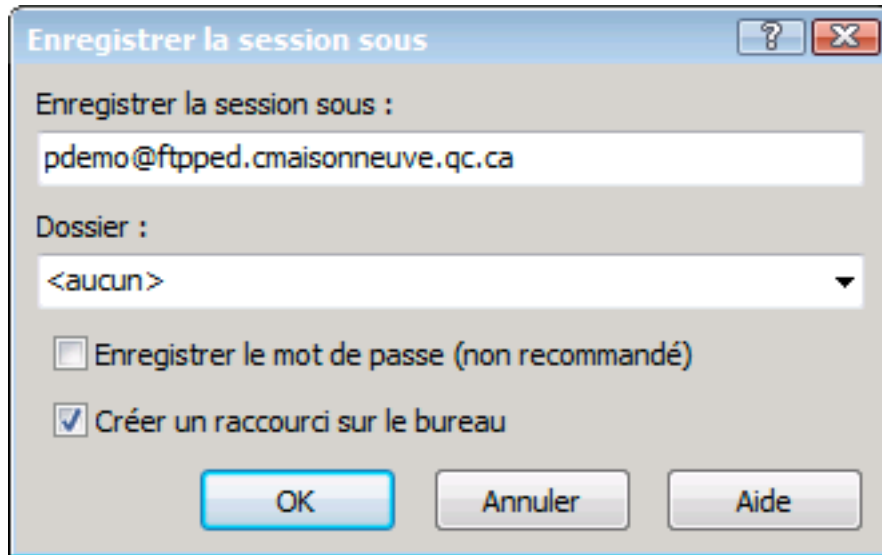 Enregistrer la session sous
Enregistrer la session sous :
pdemo@ftpped.cmaisonneuve.qc.ca
Dossier :
<aucun>
Enregistrer le mot de passe (non recommandé)
Créer un raccourci sur le bureau
OK Annuler Aide